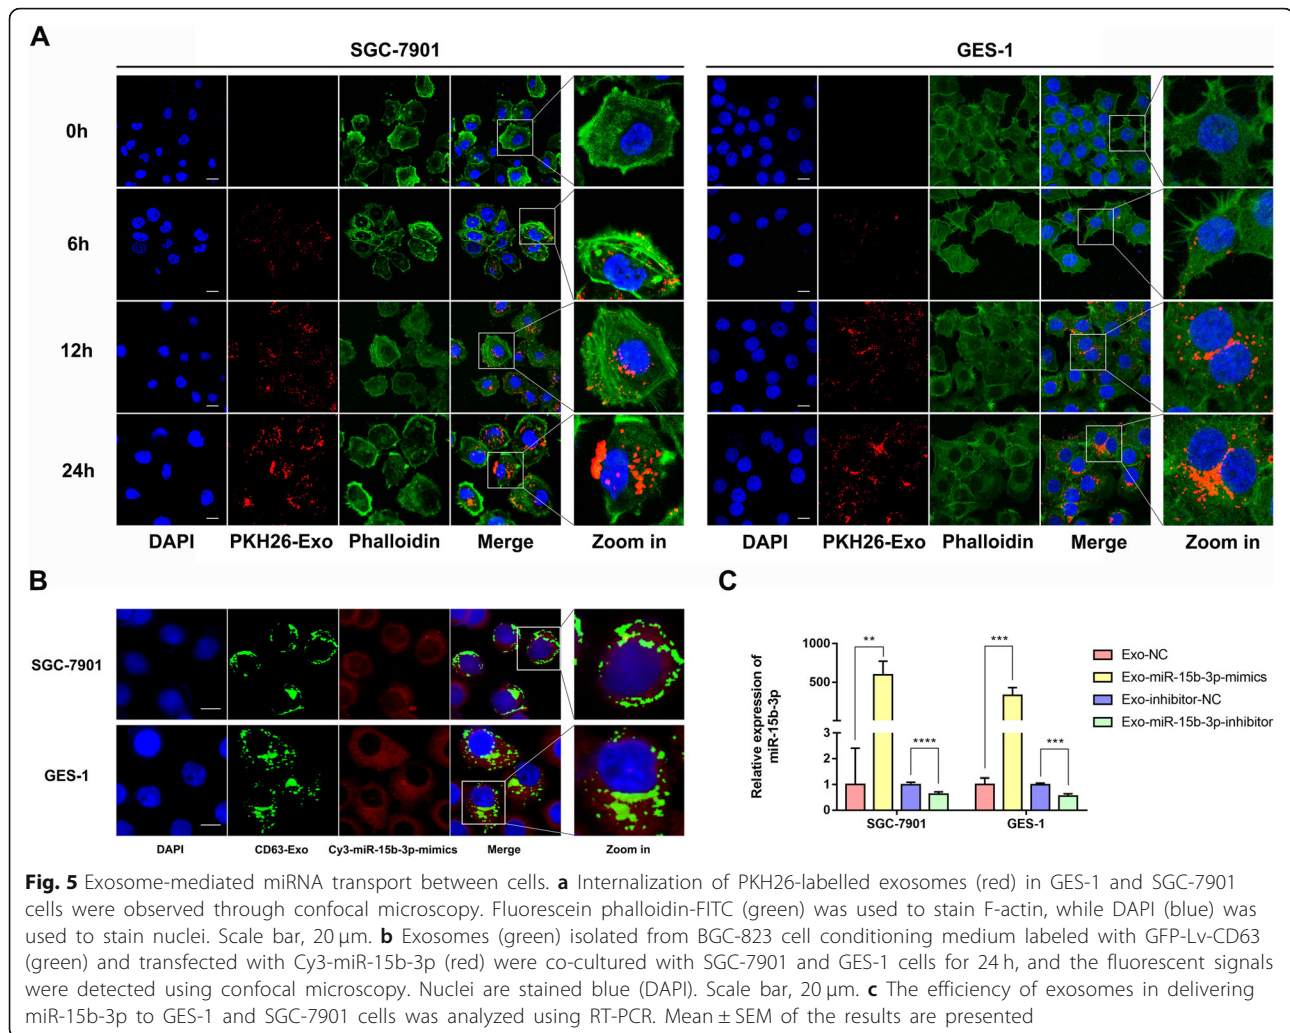 A
SGC-7901
GES-1
0h
6h
12h
24h
DAPI PKH26-Exo Phalloidin Merge Zoom in
DAPI PKH26-Exo Phalloidin Merge Zoom in
B
SGC-7901
GES-1
DAPI CD63-Exo Cy3-miR-15b-3p-mimics Merge Zoom in
C
Relative expression of
miR-15b-3p
1000
500
3
2
1
0
** *** **** ***
SGC-7901 GES-1
Exo-NC
Exo-miR-15b-3p-mimics
Exo-inhibitor-NC
Exo-miR-15b-3p-inhibitor
Fig. 5 Exosome-mediated miRNA transport between cells. a Internalization of PKH26-labelled exosomes (red) in GES-1 and SGC-7901
cells were observed through confocal microscopy. Fluorescein phalloidin-FITC (green) was used to stain F-actin, while DAPI (blue) was
used to stain nuclei. Scale bar, 20 μm. b Exosomes (green) isolated from BGC-823 cell conditioning medium labeled with GFP-Lv-CD63
(green) and transfected with Cy3-miR-15b-3p (red) were co-cultured with SGC-7901 and GES-1 cells for 24 h, and the fluorescent signals
were detected using confocal microscopy. Nuclei are stained blue (DAPI). Scale bar, 20 μm. c The efficiency of exosomes in delivering
miR-15b-3p to GES-1 and SGC-7901 cells was analyzed using RT-PCR. Mean ± SEM of the results are presented